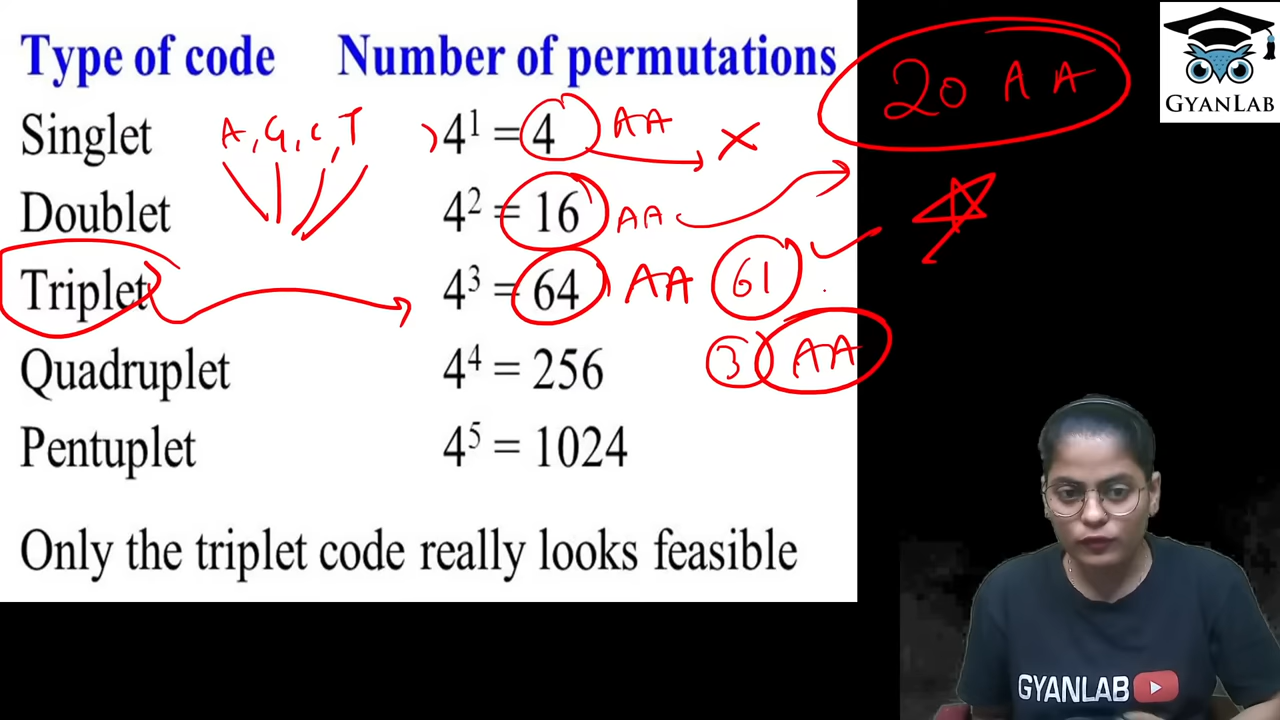 Type of code Number of permutations
20 AA
GYANLAB
Singlet A, G, C, T 4¹ = 4 AA
Doublet 4² = 16 AA
Triplet 4³ = 64 AA 61
3 AA
Quadruplet 4⁴ = 256
Pentuplet 4⁵ = 1024
Only the triplet code really looks feasible
GYANLAB